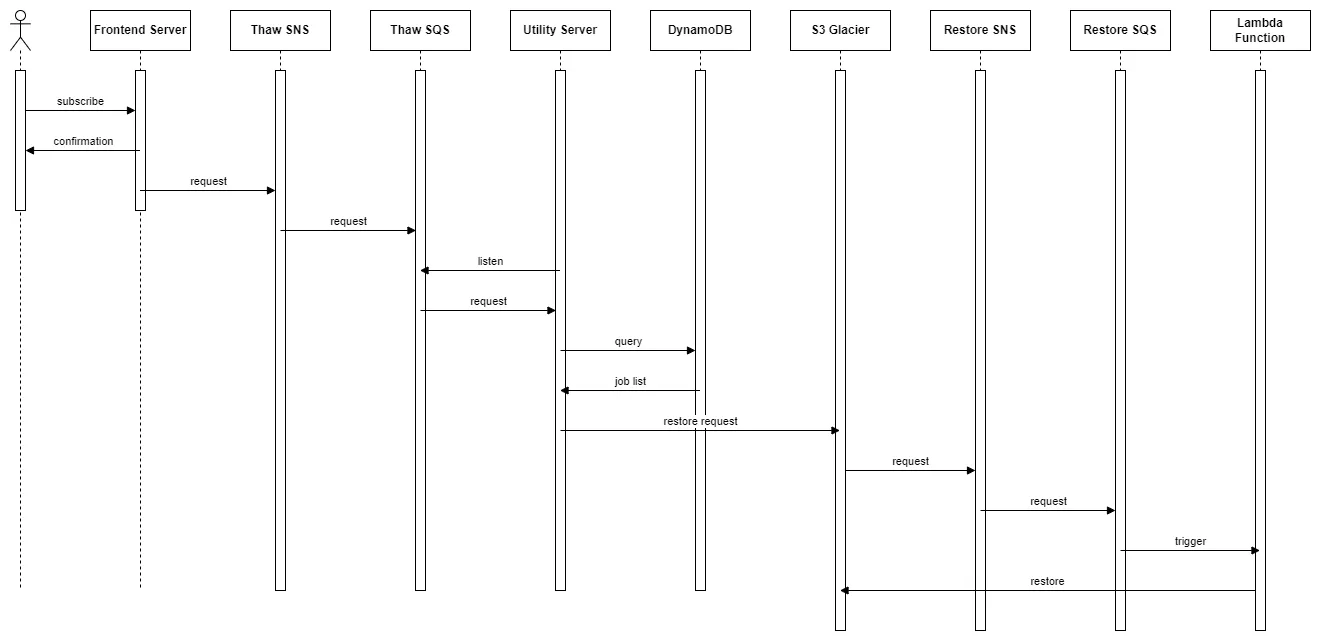 Frontend Server
Thaw SNS
Thaw SQS
Utility Server
DynamoDB
S3 Glacier
Restore SNS
Restore SQS
Lambda
Function
subscribe
confirmation
request
request
listen
request
query
job list
restore request
request
request
trigger
restore